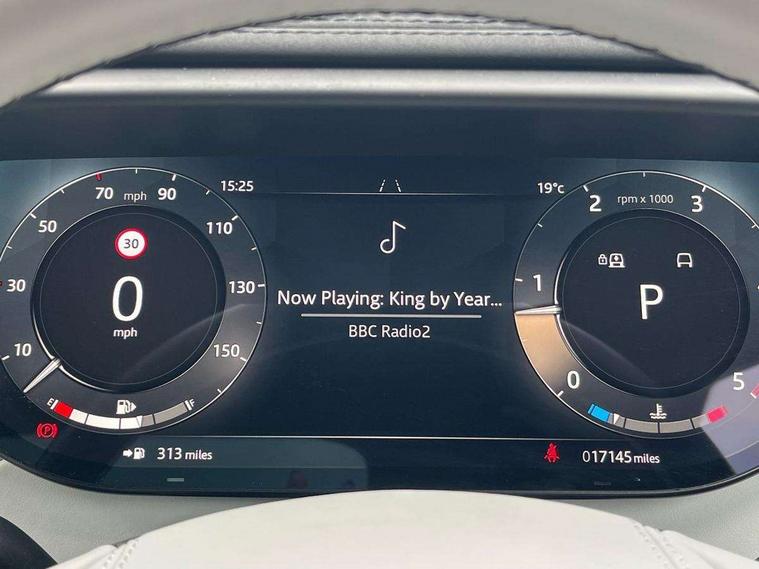 15:25
19°c
70 mph 90
50
110
30
130
10
150
30
0
mph
E
F
Now Playing: King by Year...
BBC Radio2
2
rpm x 1000
3
1
P
0
5
(P)
313 miles
017145 miles